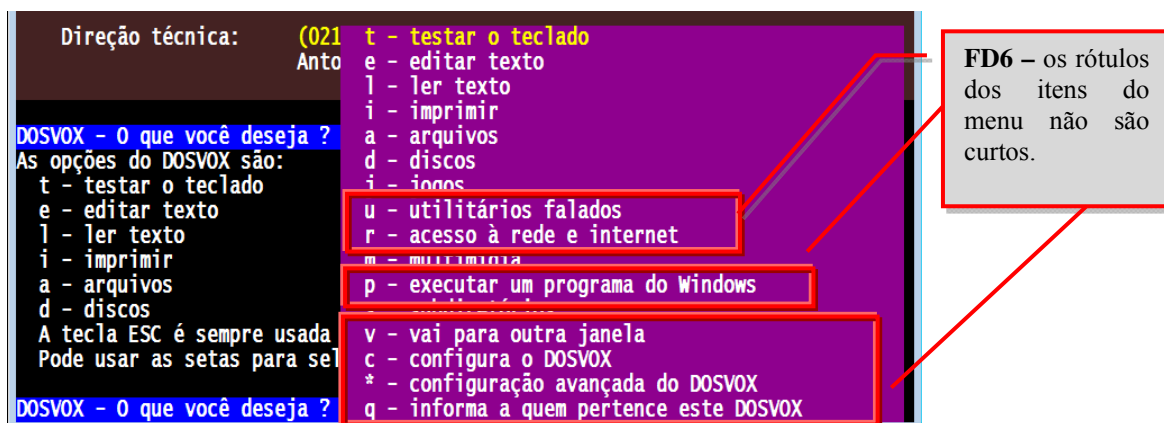 Direção técnica: (021
Anto
DOSVOX - O que você deseja ?
As opções do DOSVOX são:
t - testar o teclado
e - editar texto
l - ler texto
i - imprimir
a - arquivos
d - discos
A tecla ESC é sempre usada
Pode usar as setas para sel
DOSVOX - O que você deseja ?
t - testar o teclado
e - editar texto
l - ler texto
i - imprimir
a - arquivos
d - discos
j - jogos
u - utilitários falados
r - acesso à rede e internet
m - multimídia
p - executar um programa do Windows
v - vai para outra janela
c - configura o DOSVOX
* - configuração avançada do DOSVOX
q - informa a quem pertence este DOSVOX
FD6 – os rótulos
dos itens do
menu não são
curtos.